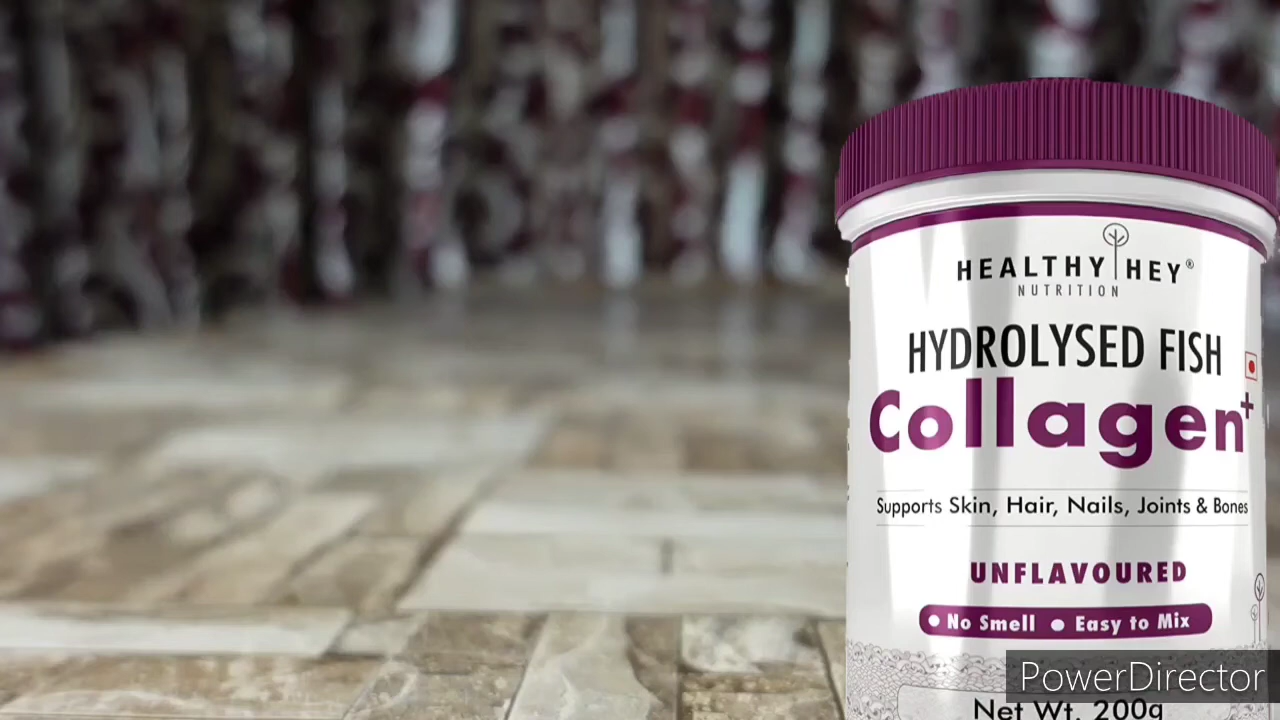 HEALTHY HEY®
NUTRITION
HYDROLYSED FISH
Collagen+
Supports Skin, Hair, Nails, Joints & Bones
UNFLAVOURED
• No Smell • Easy to Mix
Net Wt. 200g
PowerDirector